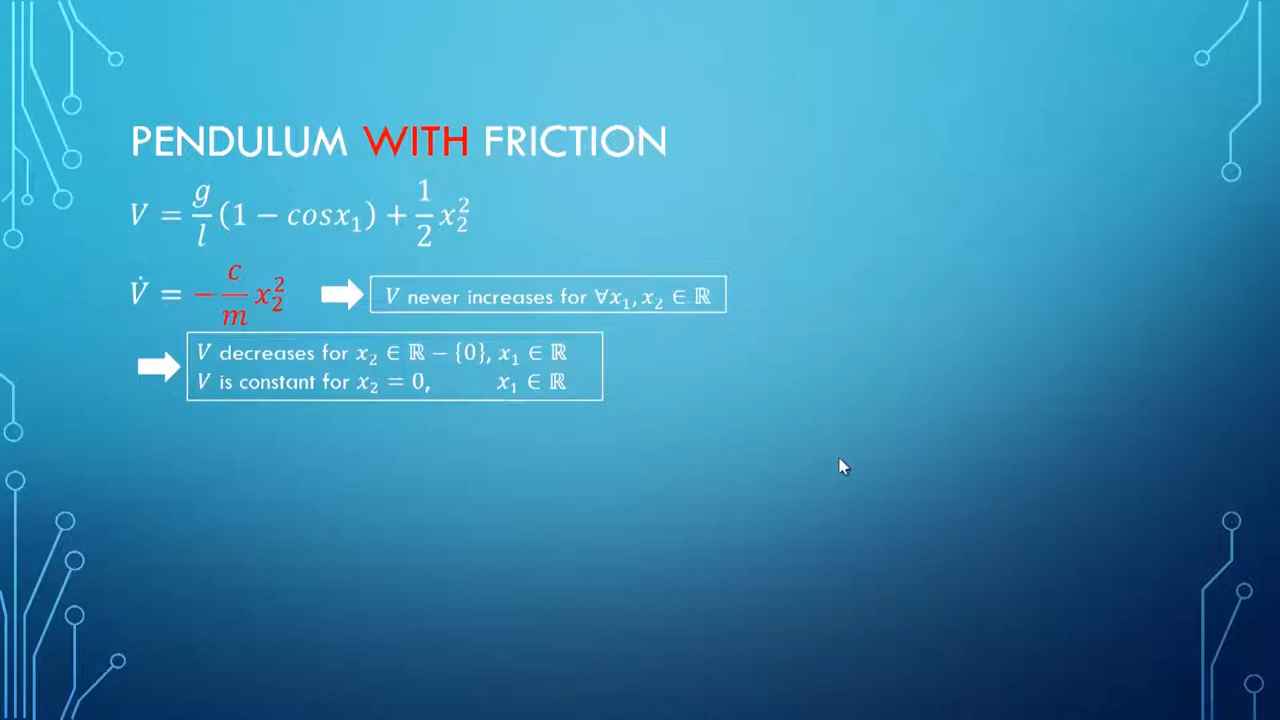 PENDULUM WITH FRICTION
V = g/l (1 − cosx₁) + 1/2 x₂²
V̇ = − c/m x₂²
V never increases for ∀x₁, x₂ ∈ ℝ
V decreases for x₂ ∈ ℝ − {0}, x₁ ∈ ℝ
V is constant for x₂ = 0, x₁ ∈ ℝ